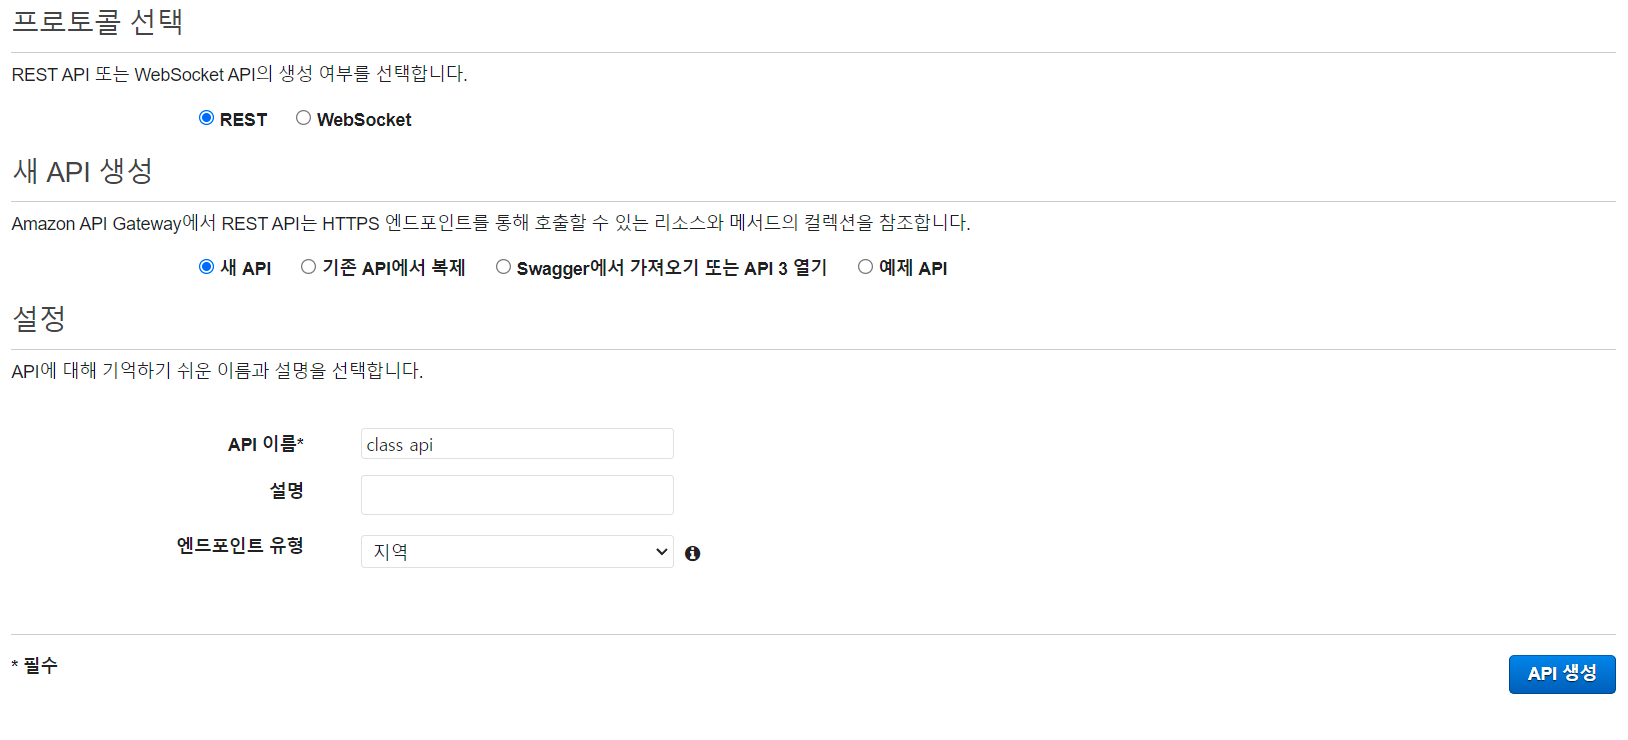 프로토콜 선택
REST API 또는 WebSocket API의 생성 여부를 선택합니다.
REST WebSocket
새 API 생성
Amazon API Gateway에서 REST API는 HTTPS 엔드포인트를 통해 호출할 수 있는 리소스와 메서드의 컬렉션을 참조합니다.
새 API 기존 API에서 복제 Swagger에서 가져오기 또는 API 3 열기 예제 API
설정
API에 대해 기억하기 쉬운 이름과 설명을 선택합니다.
API 이름* class api
설명
엔드포인트 유형 지역
* 필수
API 생성